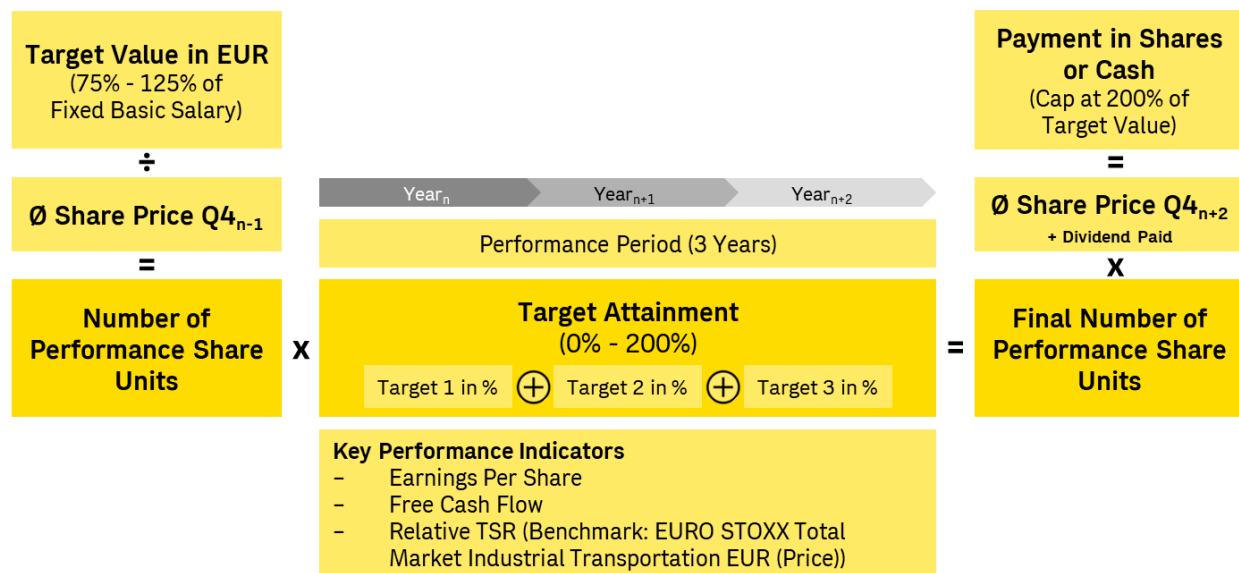 Target Value in EUR
(75% - 125% of
Fixed Basic Salary)
÷
Ø Share Price Q4n-1
=
Number of
Performance Share
Units
x
Yearn
Yearn+1
Yearn+2
Performance Period (3 Years)
Target Attainment
(0% - 200%)
Target 1 in %
+
Target 2 in %
+
Target 3 in %
Key Performance Indicators
– Earnings Per Share
– Free Cash Flow
– Relative TSR (Benchmark: EURO STOXX Total
Market Industrial Transportation EUR (Price))
=
Payment in Shares
or Cash
(Cap at 200% of
Target Value)
=
Ø Share Price Q4n+2
+ Dividend Paid
x
Final Number of
Performance Share
Units